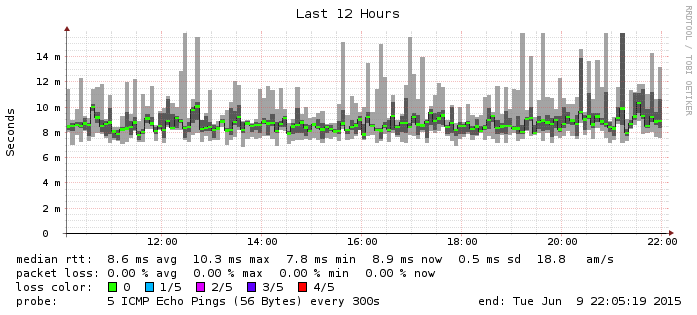 Last 12 Hours
RRDTOOL / TOBI OETIKER
Seconds
14 m
12 m
10 m
8 m
6 m
4 m
2 m
0
12:00 14:00 16:00 18:00 20:00 22:00
median rtt: 8.6 ms avg 10.3 ms max 7.8 ms min 8.9 ms now 0.5 ms sd 18.8 am/s
packet loss: 0.00 % avg 0.00 % max 0.00 % min 0.00 % now
loss color: 0 1/5 2/5 3/5 4/5
probe: 5 ICMP Echo Pings (56 Bytes) every 300s end: Tue Jun 9 22:05:19 2015